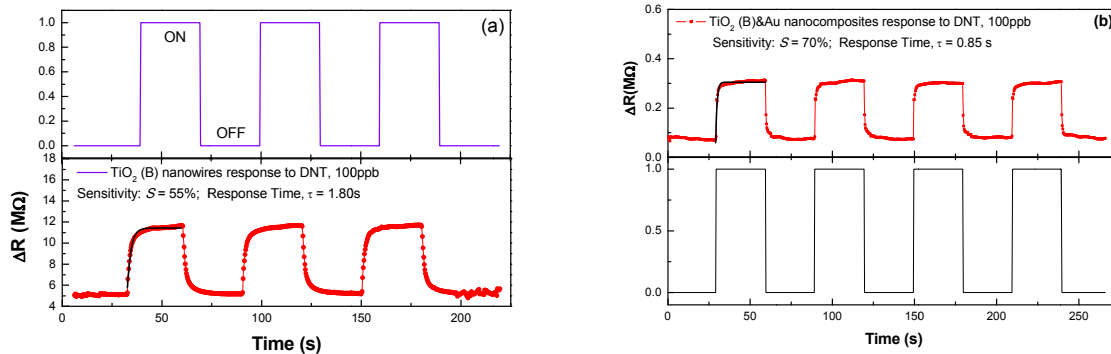 (a)
1.0
0.8
0.6
0.4
0.2
0.0
ON
OFF
18
16
14
12
10
8
6
4
ΔR (MΩ)
TiO2 (B) nanowires response to DNT, 100ppb
Sensitivity: S = 55%; Response Time, τ = 1.80s
0 50 100 150 200
Time (s)
(b)
0.6
0.4
0.2
0.0
ΔR(MΩ)
TiO2 (B)&Au nanocomposites response to DNT, 100ppb
Sensitivity: S = 70%; Response Time, τ = 0.85 s
1.0
0.5
0.0
0 50 100 150 200 250
Time (s)